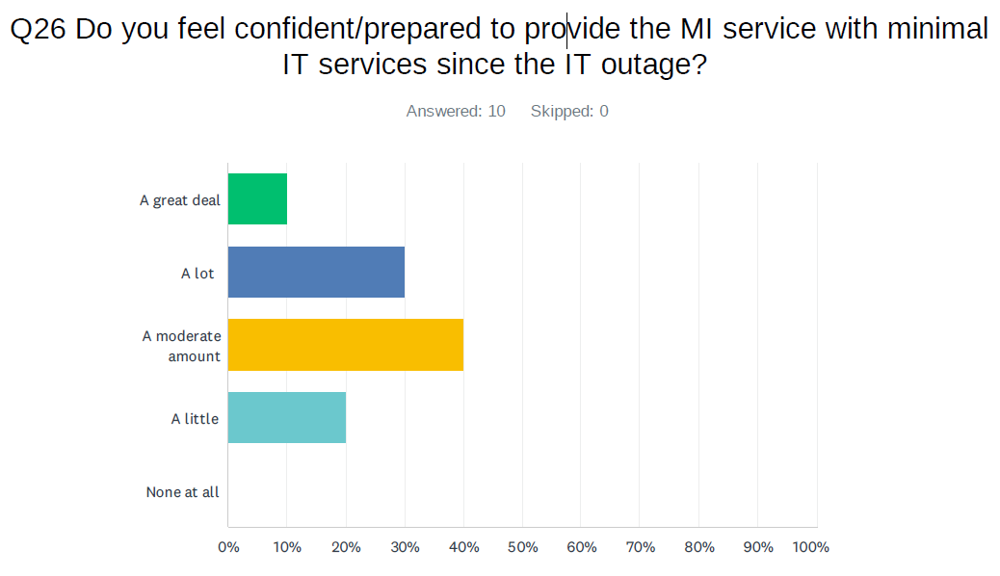 Q26 Do you feel confident/prepared to provide the MI service with minimal
IT services since the IT outage?
Answered: 10 Skipped: 0
A great deal
A lot
A moderate
amount
A little
None at all
0% 10% 20% 30% 40% 50% 60% 70% 80% 90% 100%